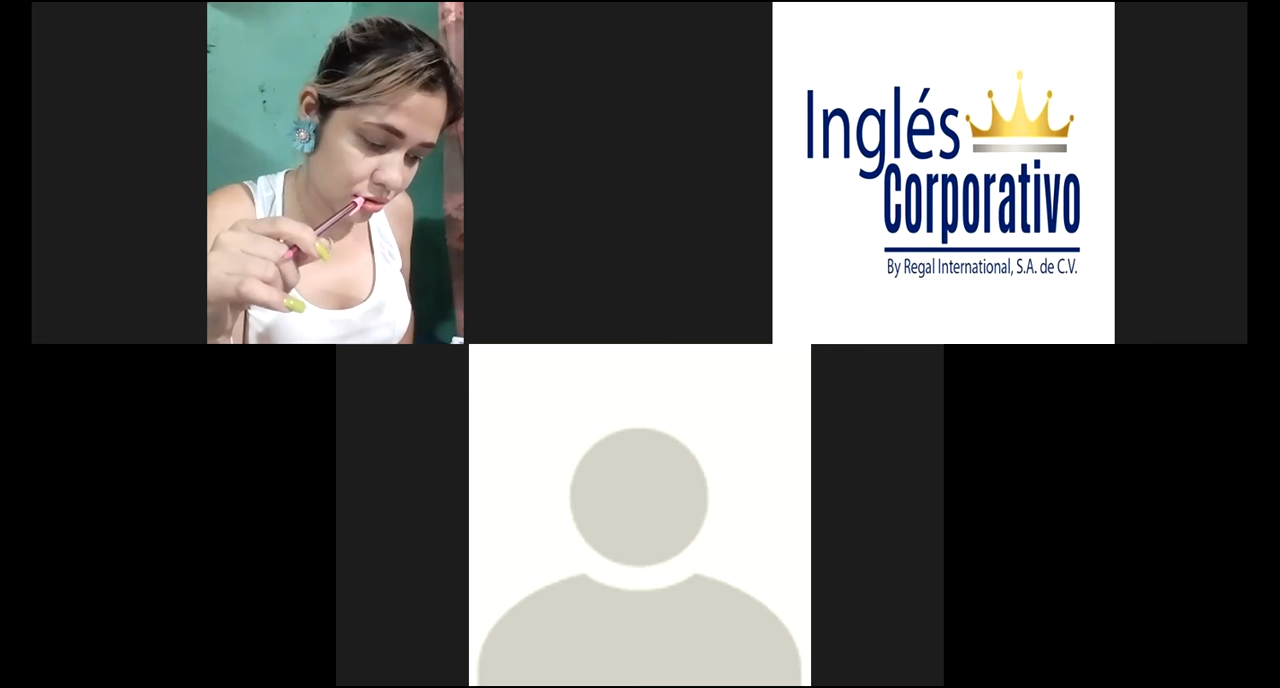 Inglés
Corporativo
By Regal International, S.A. de C.V.